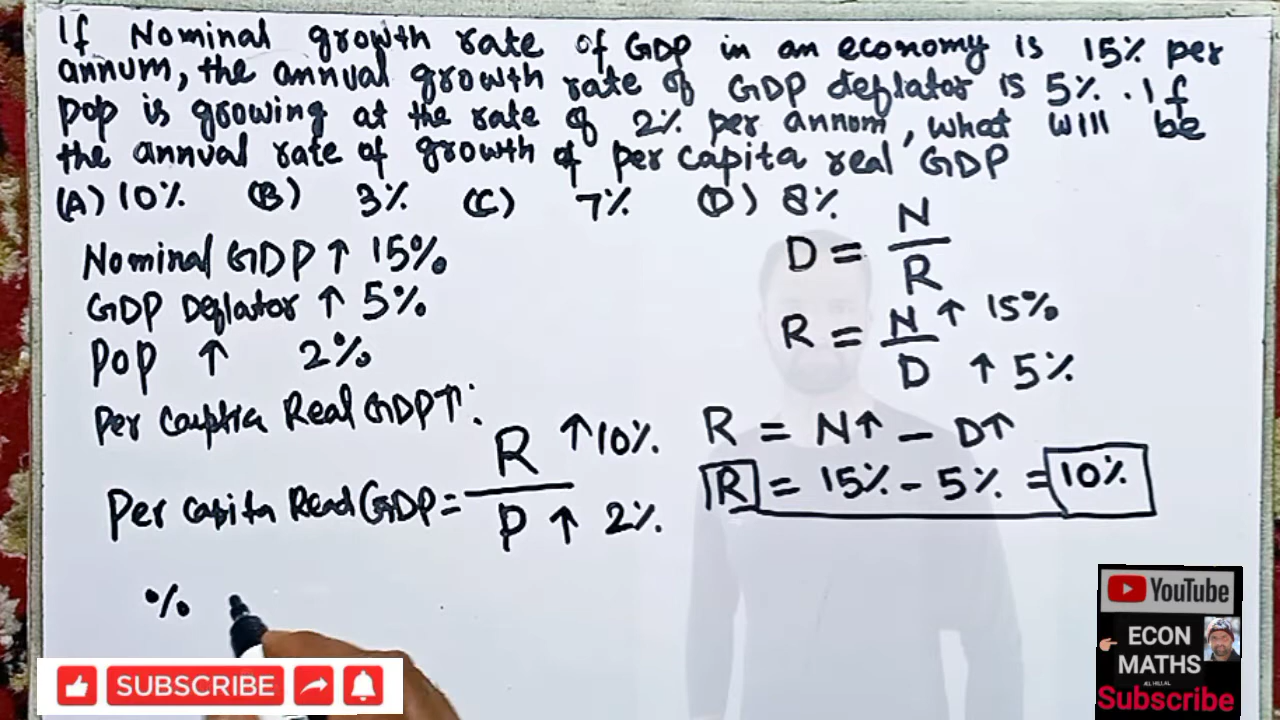 If Nominal growth rate of GDP in an economy is 15% per
annum, the annual growth rate of GDP deflator is 5%. If
pop is growing at the rate of 2% per annum, what will be
the annual rate of growth of per capita real GDP
(A) 10% (B) 3% (C) 7% (D) 8%
Nominal GDP ↑ 15%
GDP Deflator ↑ 5%
Pop ↑ 2%
Per Real GDP↑:
Per capita Real GDP = R ↑ 10% / P ↑ 2%
%
D = N / R
R = N ↑ 15% / D ↑ 5%
R = N↑ - D↑
R = 15% - 5% = 10%
SUBSCRIBE
YouTube
ECON
MATHS
Subscribe